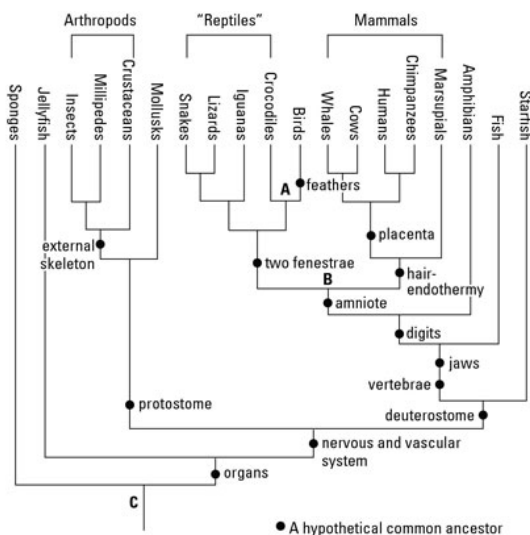 Arthropods
"Reptiles"
Mammals
Sponges
Jellyfish
Insects
Millipedes
Crustaceans
Mollusks
Snakes
Lizards
Iguanas
Crocodiles
Birds
Whales
Cows
Humans
Chimpanzees
Marsupials
Amphibians
Fish
Starfish
A
feathers
external
skeleton
placenta
two fenestrae
hair-
endothermy
B
amniote
digits
jaws
vertebrae
protostome
deuterostome
nervous and vascular
system
organs
C
A hypothetical common ancestor